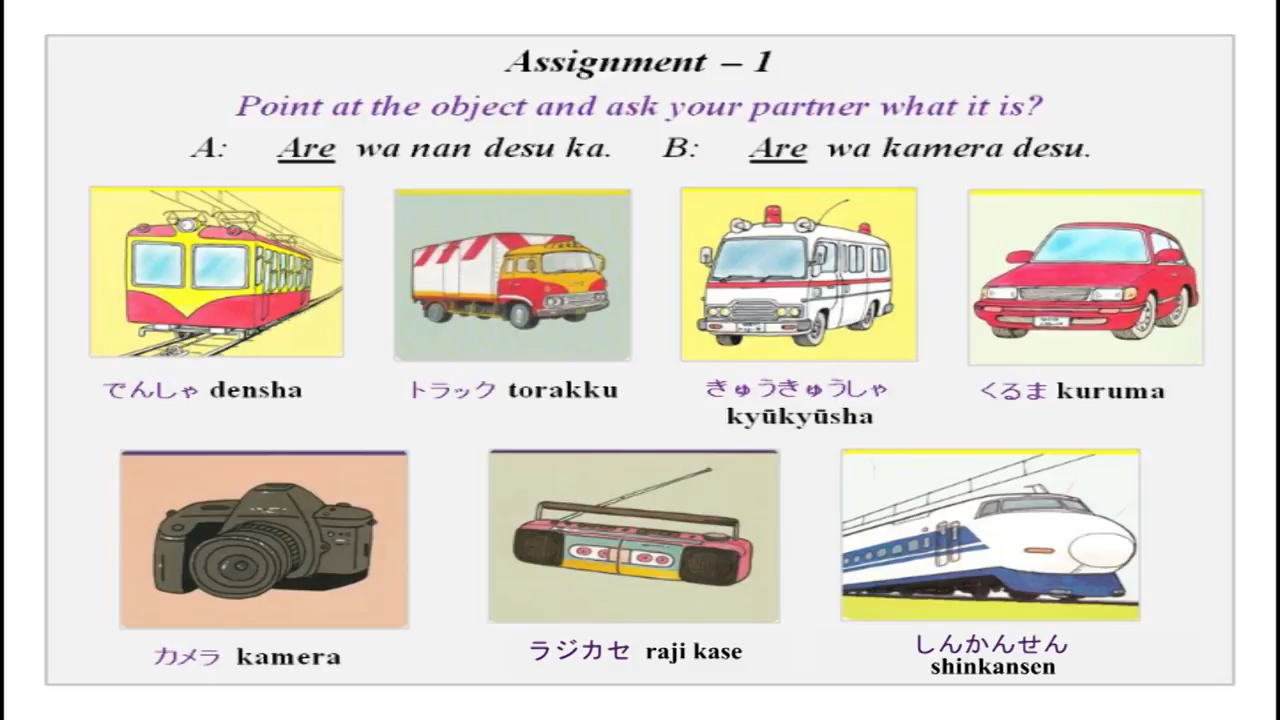 Assignment – 1
Point at the object and ask your partner what it is?
A: Are wa nan desu ka. B: Are wa kamera desu.
でんしゃ densha
トラック torakku
きゅうきゅうしゃ
kyūkyūsha
くるま kuruma
カメラ kamera
ラジカセ raji kase
しんかんせん
shinkansen